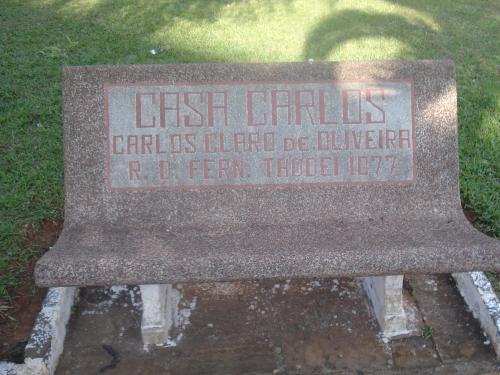 CASA CARLOS
CARLOS CLARO DE OLIVEIRA
R. D. FERN. TADDEI 1077